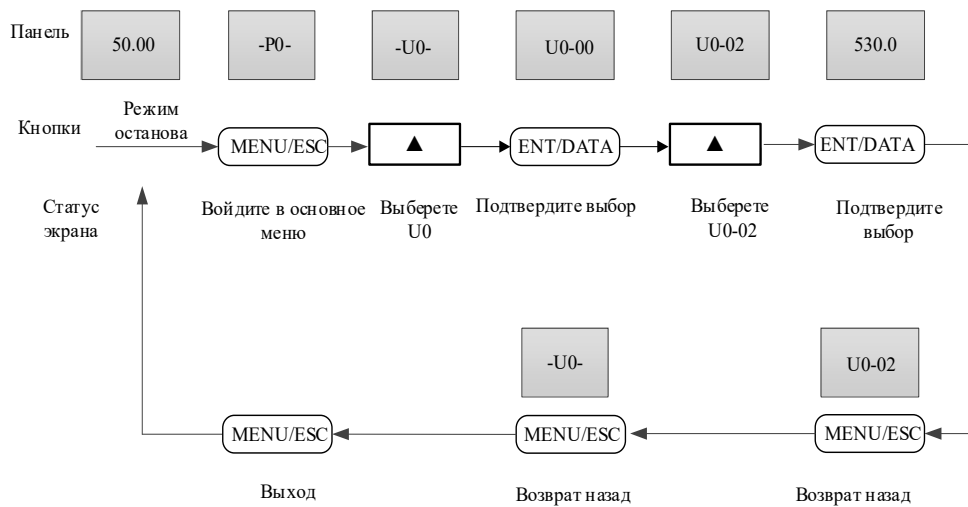 Панель
50.00
-P0-
-U0-
U0-00
U0-02
530.0
Кнопки
Режим
останова
MENU/ESC
▲
ENT/DATA
▲
ENT/DATA
Статус
экрана
Войдите в основное
меню
Выберете
U0
Подтвердите выбор
Выберете
U0-02
Подтвердите
выбор
-U0-
U0-02
MENU/ESC
MENU/ESC
MENU/ESC
Выход
Возврат назад
Возврат назад